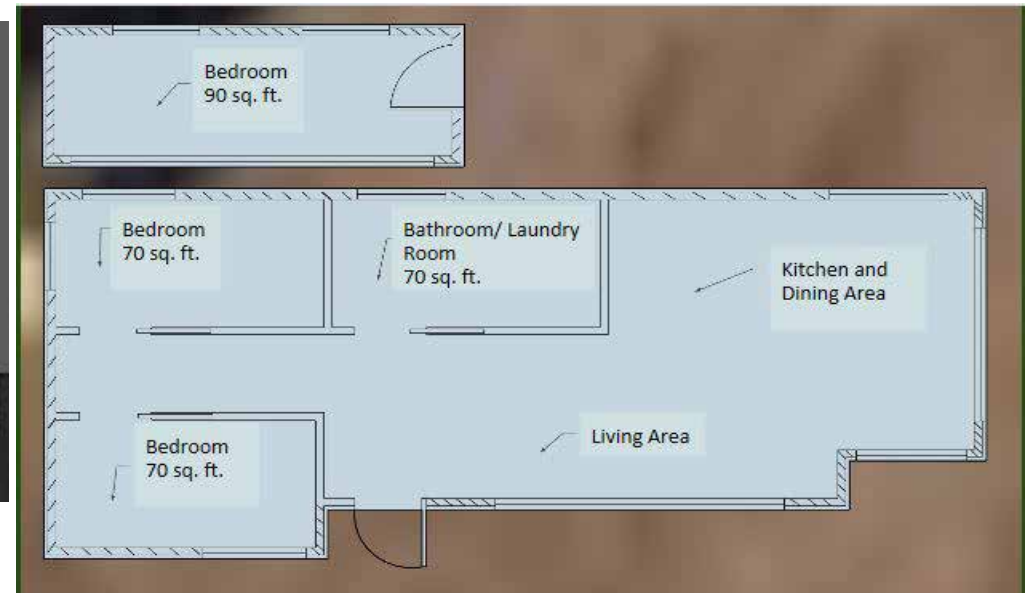 Bedroom
90 sq. ft.
Bedroom
70 sq. ft.
Bathroom/ Laundry
Room
70 sq. ft.
Kitchen and
Dining Area
Living Area
Bedroom
70 sq. ft.